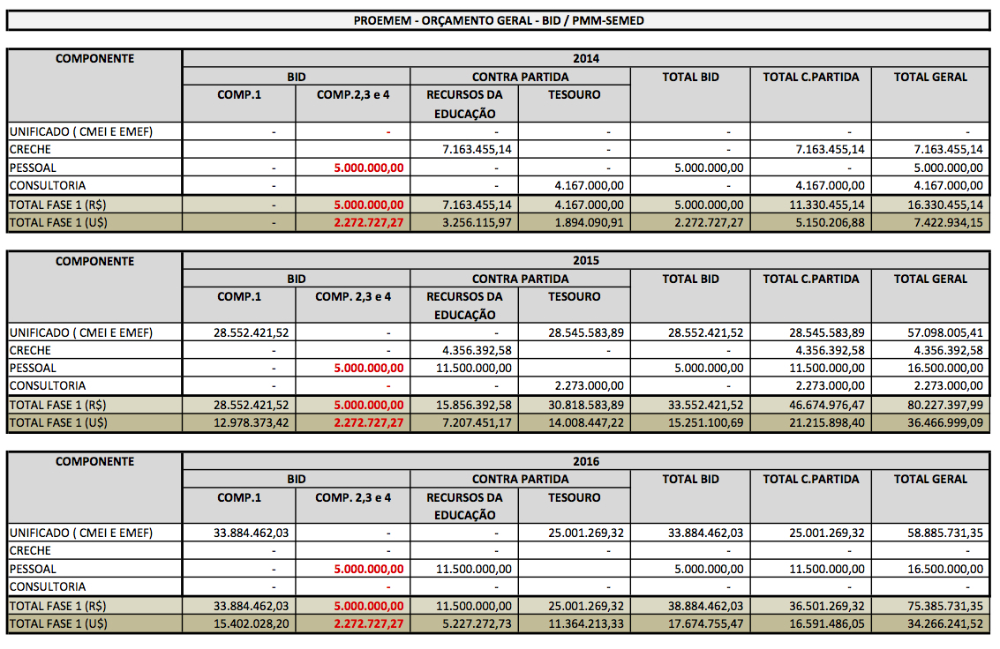 PROEMEM - ORÇAMENTO GERAL - BID / PMM-SEMED
COMPONENTE 2014
BID CONTRA PARTIDA TOTAL BID TOTAL C.PARTIDA TOTAL GERAL
COMP.1 COMP.2,3 e 4 RECURSOS DA TESOURO
EDUCAÇÃO
UNIFICADO ( CMEI E EMEF) - - - - - - -
CRECHE 7.163.455,14 - - 7.163.455,14 7.163.455,14
PESSOAL - 5.000.000,00 - - 5.000.000,00 - 5.000.000,00
CONSULTORIA - - 4.167.000,00 - 4.167.000,00 4.167.000,00
TOTAL FASE 1 (R$) - 5.000.000,00 7.163.455,14 4.167.000,00 5.000.000,00 11.330.455,14 16.330.455,14
TOTAL FASE 1 (U$) - 2.272.727,27 3.256.115,97 1.894.090,91 2.272.727,27 5.150.206,88 7.422.934,15
COMPONENTE 2015
BID CONTRA PARTIDA TOTAL BID TOTAL C.PARTIDA TOTAL GERAL
COMP.1 COMP. 2,3 e 4 RECURSOS DA TESOURO
EDUCAÇÃO
UNIFICADO ( CMEI E EMEF) 28.552.421,52 - - 28.545.583,89 28.552.421,52 28.545.583,89 57.098.005,41
CRECHE - - 4.356.392,58 - - 4.356.392,58 4.356.392,58
PESSOAL - 5.000.000,00 11.500.000,00 5.000.000,00 11.500.000,00 16.500.000,00
CONSULTORIA - - - 2.273.000,00 - 2.273.000,00 2.273.000,00
TOTAL FASE 1 (R$) 28.552.421,52 5.000.000,00 15.856.392,58 30.818.583,89 33.552.421,52 46.674.976,47 80.227.397,99
TOTAL FASE 1 (U$) 12.978.373,42 2.272.727,27 7.207.451,17 14.008.447,22 15.251.100,69 21.215.898,40 36.466.999,09
COMPONENTE 2016
BID CONTRA PARTIDA TOTAL BID TOTAL C.PARTIDA TOTAL GERAL
COMP.1 COMP. 2,3 e 4 RECURSOS DA TESOURO
EDUCAÇÃO
UNIFICADO ( CMEI E EMEF) 33.884.462,03 - - 25.001.269,32 33.884.462,03 25.001.269,32 58.885.731,35
CRECHE - - - - - - -
PESSOAL - 5.000.000,00 11.500.000,00 5.000.000,00 11.500.000,00 16.500.000,00
CONSULTORIA - - - - - - -
TOTAL FASE 1 (R$) 33.884.462,03 5.000.000,00 11.500.000,00 25.001.269,32 38.884.462,03 36.501.269,32 75.385.731,35
TOTAL FASE 1 (U$) 15.402.028,20 2.272.727,27 5.227.272,73 11.364.213,33 17.674.755,47 16.591.486,05 34.266.241,52